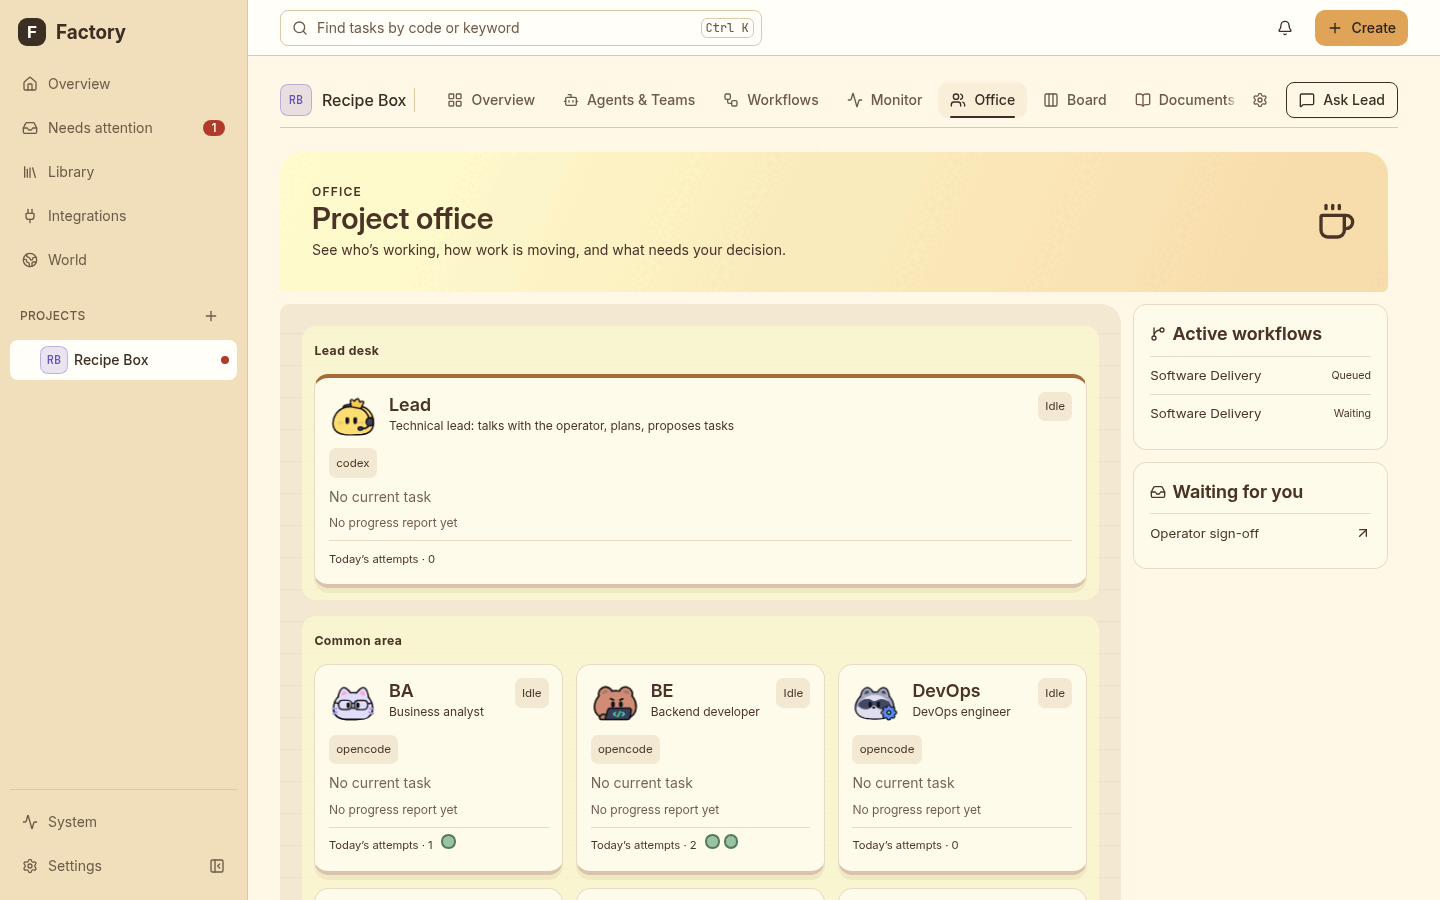 F Factory
Overview
Needs attention 1
Library
Integrations
World
PROJECTS
RB Recipe Box
System
Settings
Find tasks by code or keyword Ctrl K
Create
RB Recipe Box
Overview Agents & Teams Workflows Monitor Office Board Documents
Ask Lead
OFFICE
Project office
See who's working, how work is moving, and what needs your decision.
Lead desk
Lead Idle
Technical lead: talks with the operator, plans, proposes tasks
codex
No current task
No progress report yet
Today's attempts · 0
Common area
BA Idle
Business analyst
opencode
No current task
No progress report yet
Today's attempts · 1
BE Idle
Backend developer
</> 
opencode
No current task
No progress report yet
Today's attempts · 2
DevOps Idle
DevOps engineer
opencode
No current task
No progress report yet
Today's attempts · 0
Active workflows
Software Delivery Queued
Software Delivery Waiting
Waiting for you
Operator sign-off